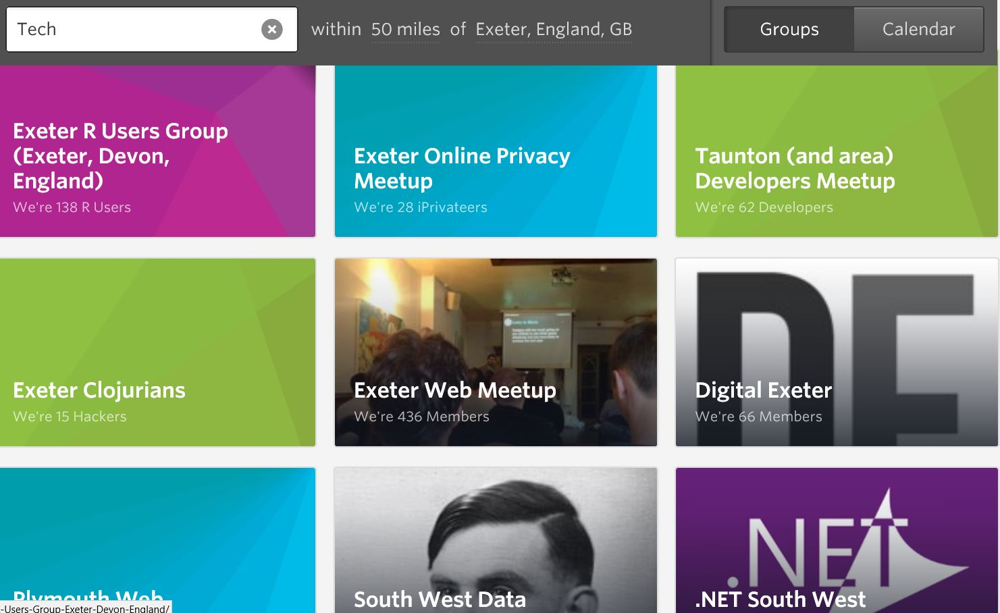 Tech
within 50 miles of Exeter, England, GB
Groups
Calendar
Exeter R Users Group
(Exeter, Devon,
England)
We're 138 R Users
Exeter Online Privacy
Meetup
We're 28 iPrivateers
Taunton (and area)
Developers Meetup
We're 62 Developers
Exeter Clojurians
We're 15 Hackers
Exeter Web Meetup
We're 436 Members
DE
Digital Exeter
We're 66 Members
Plymouth Web
South West Data
.NET
.NET South West
-Users-Group-Exeter-Devon-England/